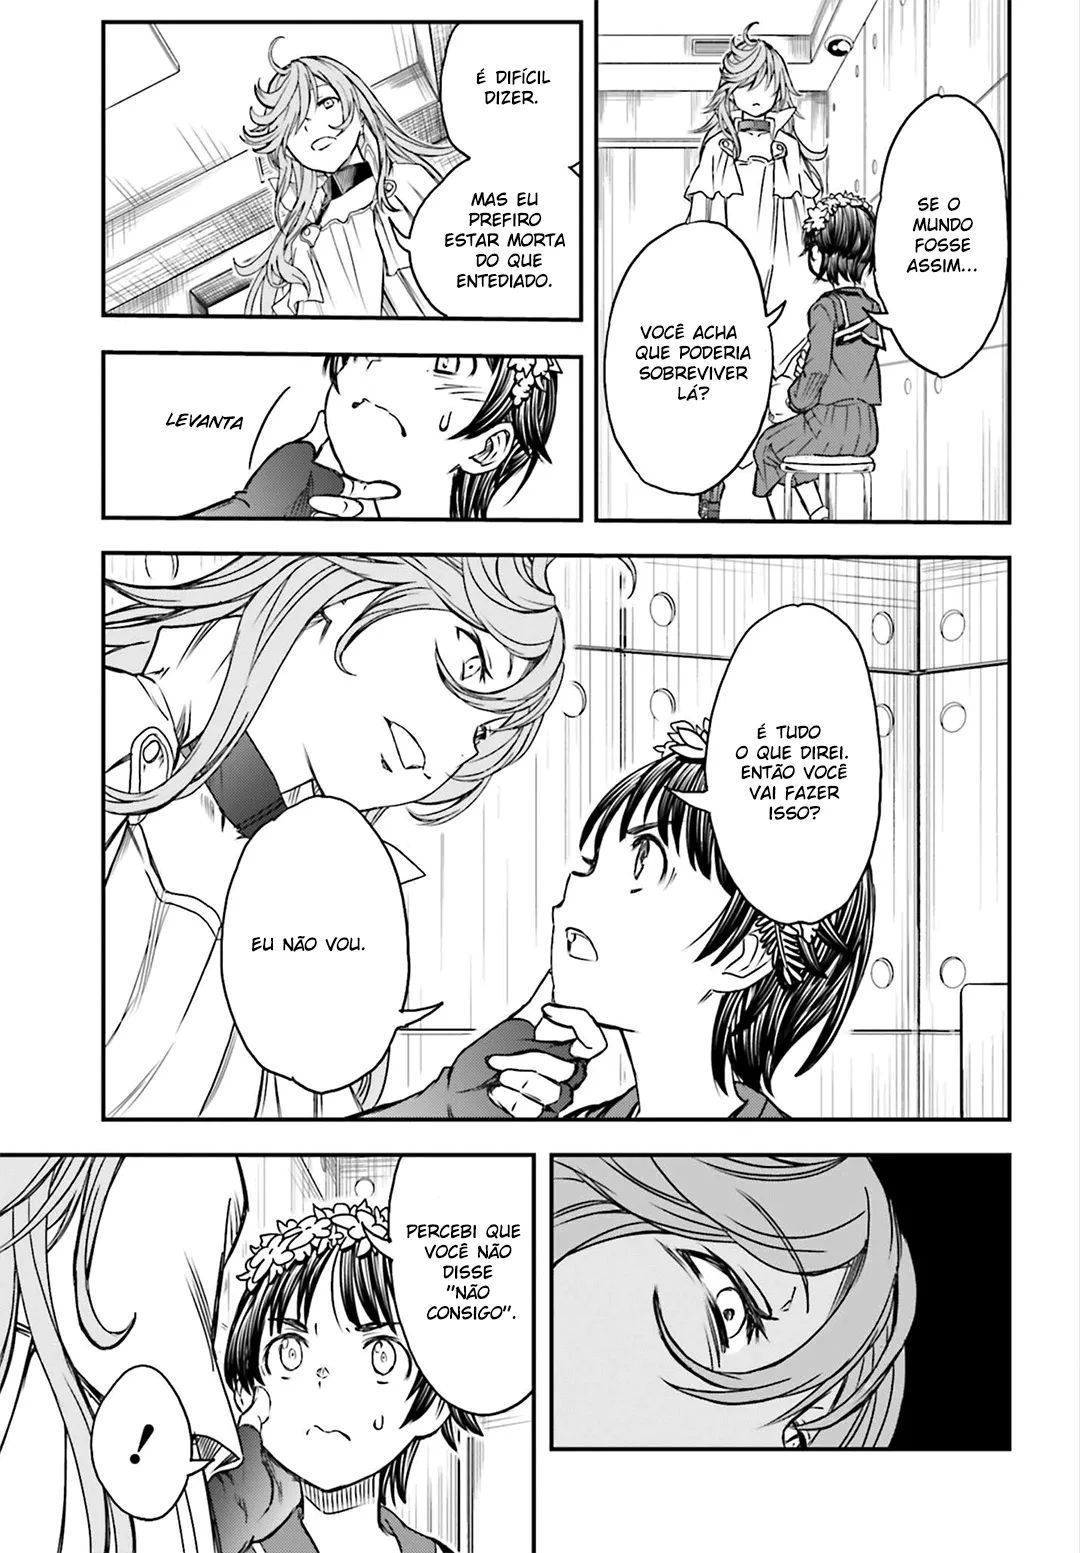 SE O
MUNDO
FOSSE
ASSIM...
VOCÊ ACHA
QUE PODERIA
SOBREVIVER
LÁ?
É DIFÍCIL
DIZER.
MAS EU
PREFIRO
ESTAR MORTA
DO QUE
ENTEDIADO.
LEVANTA
É TUDO
O QUE DIREI.
ENTÃO VOCÊ
VAI FAZER
ISSO?
EU NÃO VOU.
PERCEBI QUE
VOCÊ NÃO
DISSE
"NÃO
CONSIGO".
!